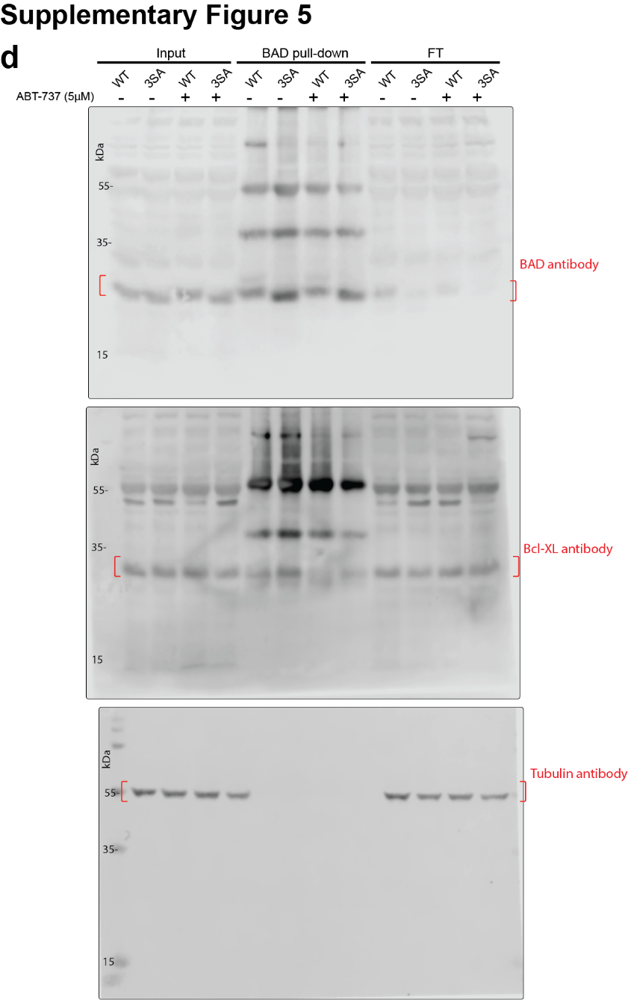 Supplementary Figure 5
d
Input BAD pull-down FT
WT 3SA WT 3SA WT 3SA WT 3SA WT 3SA WT 3SA
ABT-737 (5µM) - - + + - - + + - - + +
kDa
55-
35-
BAD antibody
15
kDa
55-
35-
Bcl-XL antibody
15
kDa
Tubulin antibody
55-
35-
15